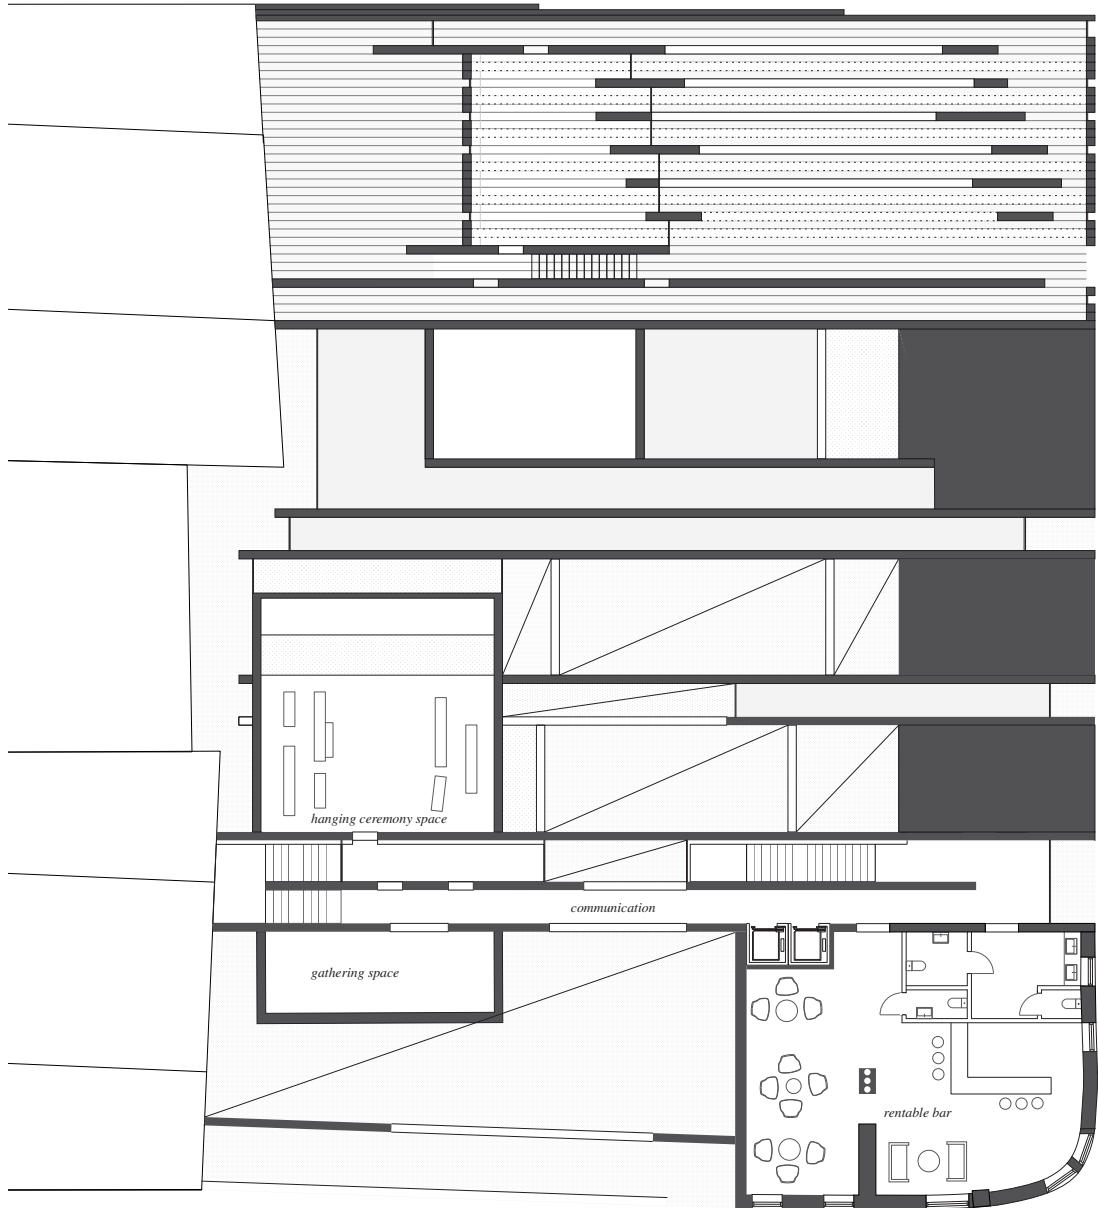 hanging ceremony space
communication
gathering space
rentable bar